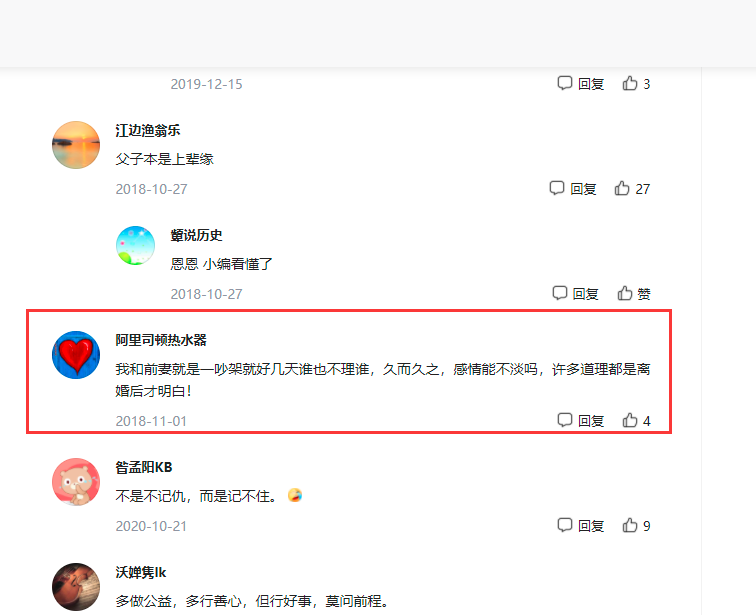 2019-12-15 回复 3
江边渔翁乐
父子本是上辈缘
2018-10-27 回复 27
顰说历史
恩恩 小编看懂了
2018-10-27 回复 赞
阿里司顿热水器
我和前妻就是一吵架就好几天谁也不理谁，久而久之，感情能不淡吗，许多道理都是离
婚后才明白！
2018-11-01 回复 4
昝孟阳KB
不是不记仇，而是记不住。
2020-10-21 回复 9
沃婵隽lk
多做公益，多行善心，但行好事，莫问前程。